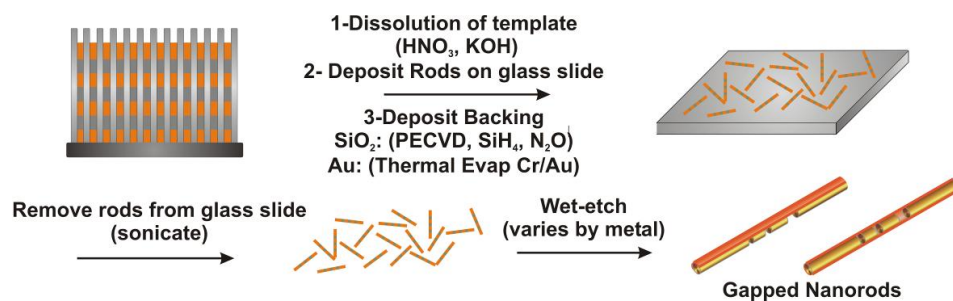 1-Dissolution of template
(HNO₃, KOH)
2- Deposit Rods on glass slide
3-Deposit Backing
SiO₂: (PECVD, SiH₄, N₂O)
Au: (Thermal Evap Cr/Au)
Remove rods from glass slide
(sonicate)
Wet-etch
(varies by metal)
Gapped Nanorods